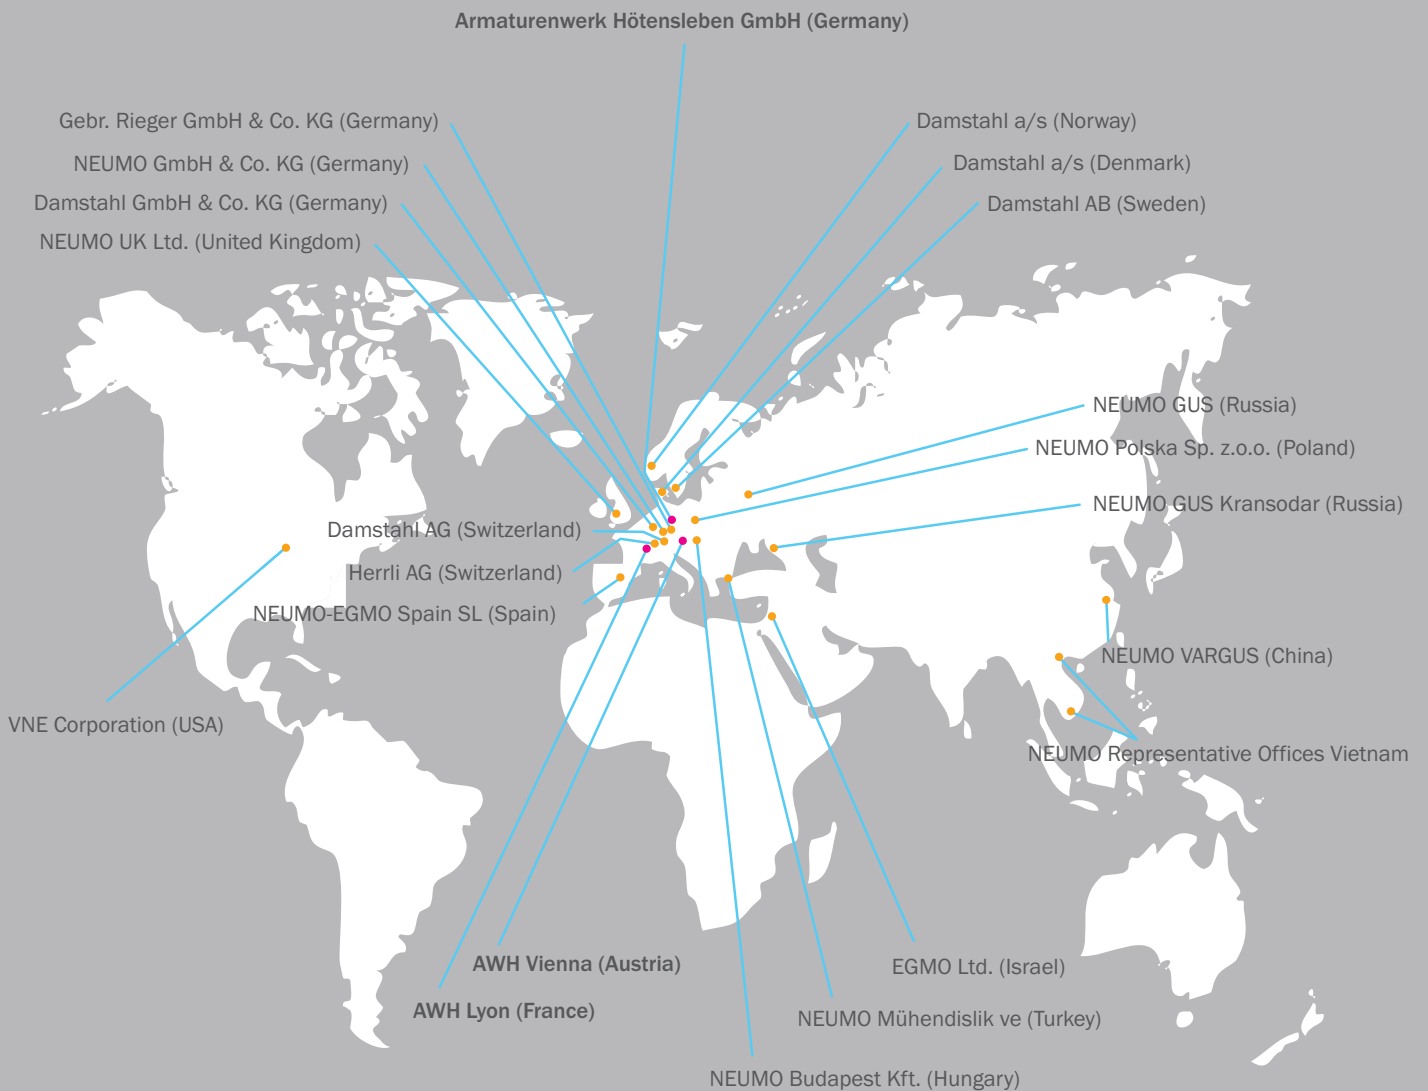 Armaturenwerk Hötensleben GmbH (Germany)
Gebr. Rieger GmbH & Co. KG (Germany)
NEUMO GmbH & Co. KG (Germany)
Damstahl GmbH & Co. KG (Germany)
NEUMO UK Ltd. (United Kingdom)
Damstahl a/s (Norway)
Damstahl a/s (Denmark)
Damstahl AB (Sweden)
NEUMO GUS (Russia)
NEUMO Polska Sp. z.o.o. (Poland)
NEUMO GUS Kransodar (Russia)
Damstahl AG (Switzerland)
Herrli AG (Switzerland)
NEUMO-EGMO Spain SL (Spain)
NEUMO VARGUS (China)
VNE Corporation (USA)
NEUMO Representative Offices Vietnam
AWH Vienna (Austria)
EGMO Ltd. (Israel)
AWH Lyon (France)
NEUMO Mühendislik ve (Turkey)
NEUMO Budapest Kft. (Hungary)